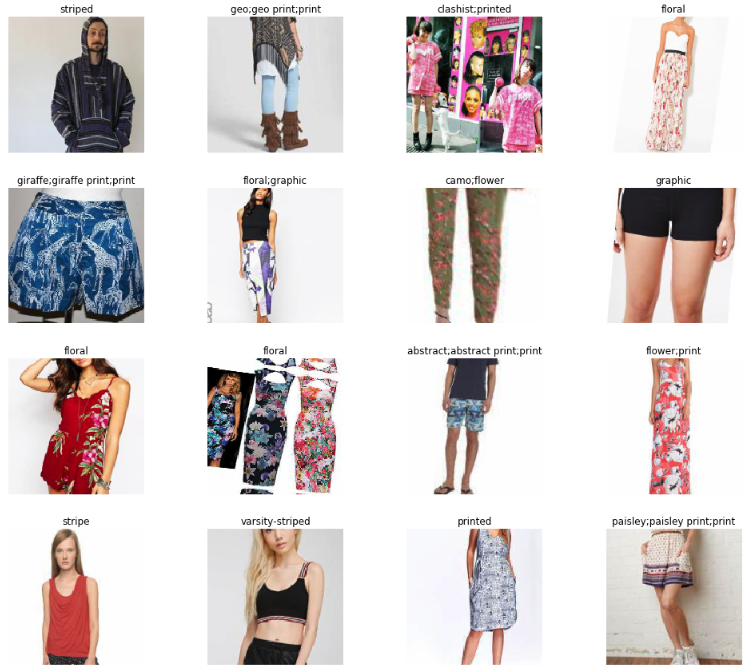 striped
geo;geo print;print
clashist;printed
floral
giraffe;giraffe print;print
floral;graphic
camo;flower
graphic
floral
floral
abstract;abstract print;print
flower;print
stripe
varsity-striped
printed
paisley;paisley print;print